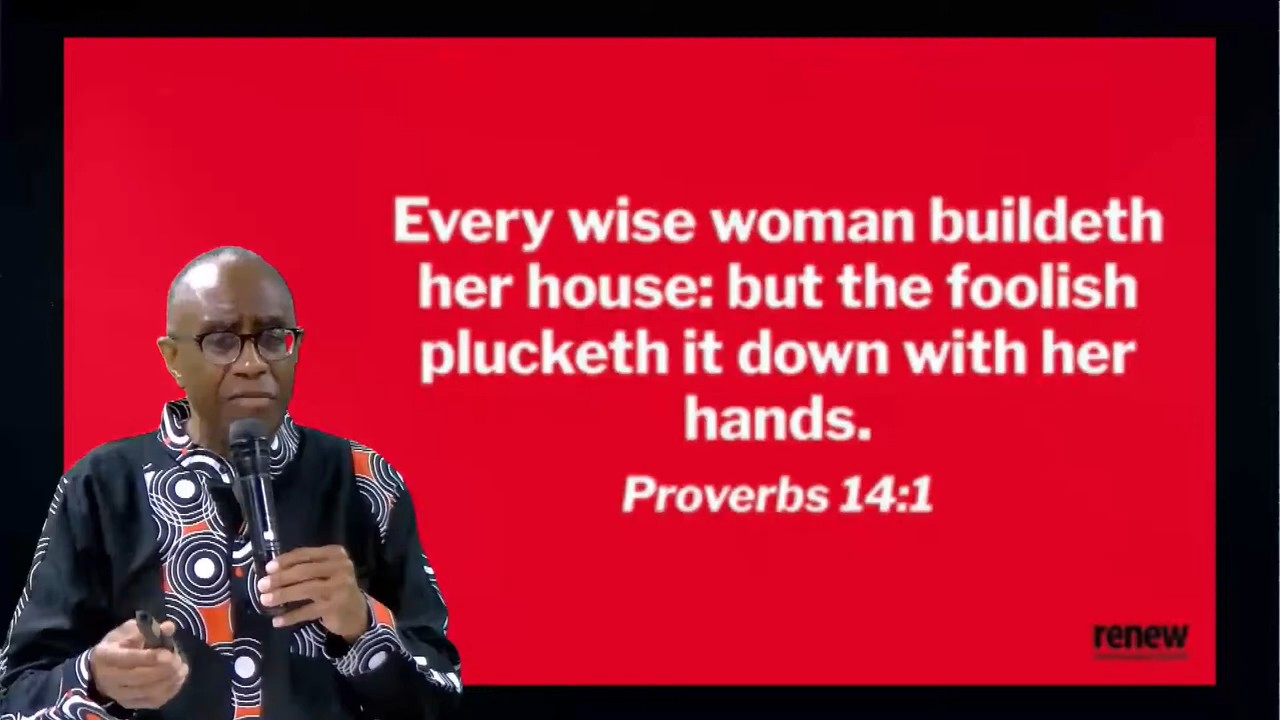 Every wise woman buildeth
her house: but the foolish
plucketh it down with her
hands.
Proverbs 14:1
renew